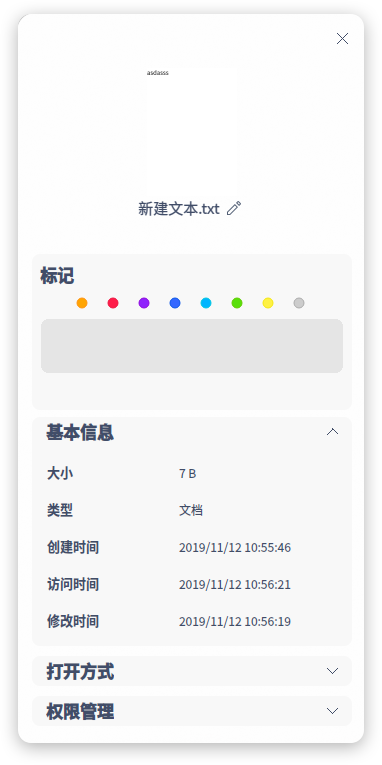 asdasss
新建文本.txt
标记
基本信息
大小 7 B
类型 文档
创建时间 2019/11/12 10:55:46
访问时间 2019/11/12 10:56:21
修改时间 2019/11/12 10:56:19
打开方式
权限管理